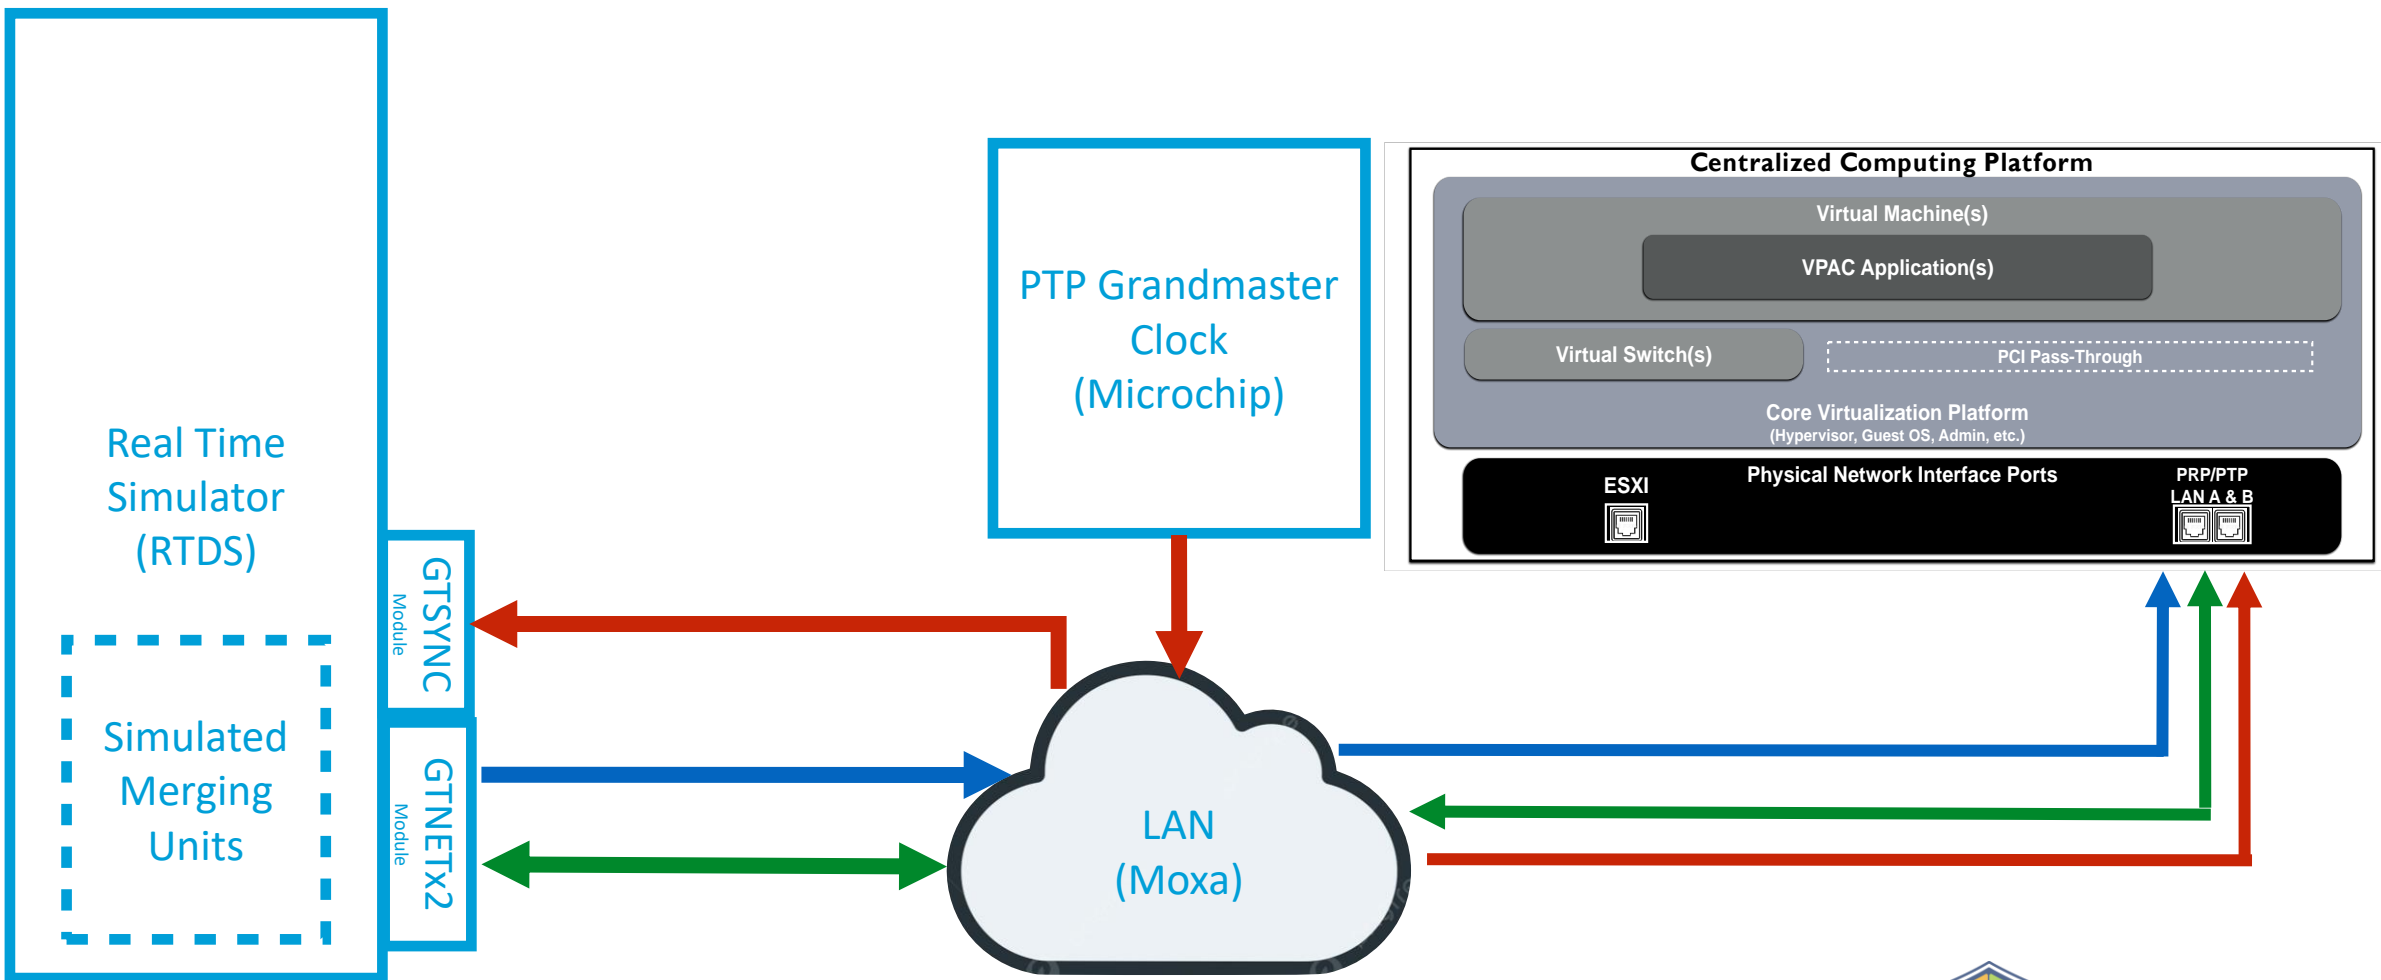 Real Time
Simulator
(RTDS)
Simulated
Merging
Units
GTSYNC
Module
GTNETx2
Module
PTP Grandmaster
Clock
(Microchip)
LAN
(Moxa)
Centralized Computing Platform
Virtual Machine(s)
VPAC Application(s)
Virtual Switch(s)
PCI Pass-Through
Core Virtualization Platform
(Hypervisor, Guest OS, Admin, etc.)
Physical Network Interface Ports
ESXI
PRP/PTP
LAN A & B